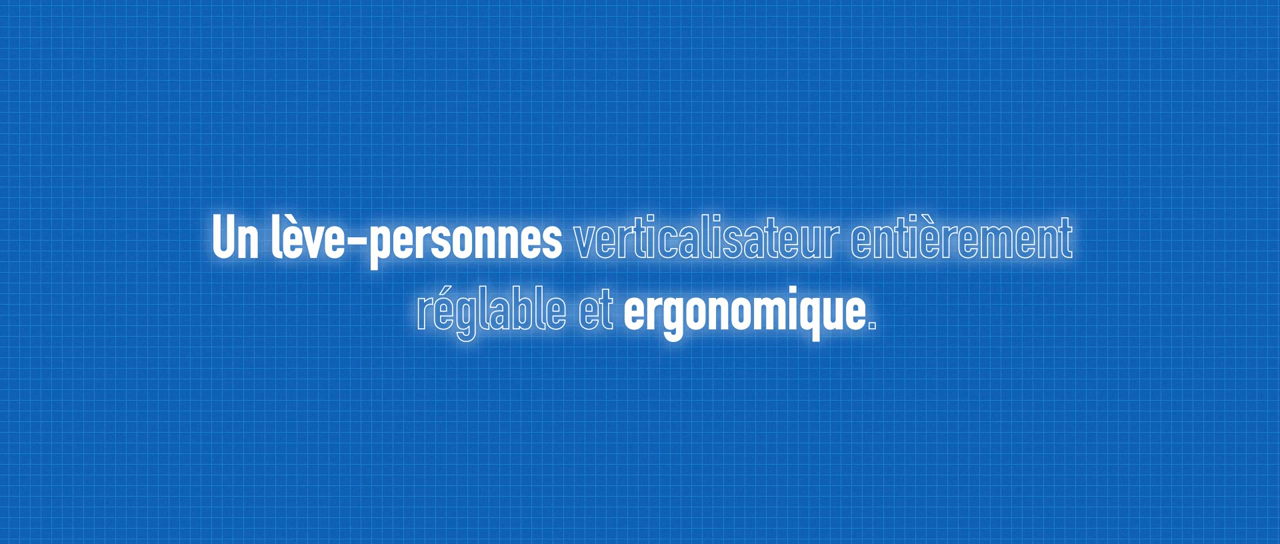 Un lève-personnes verticalisateur entièrement
réglable et ergonomique.